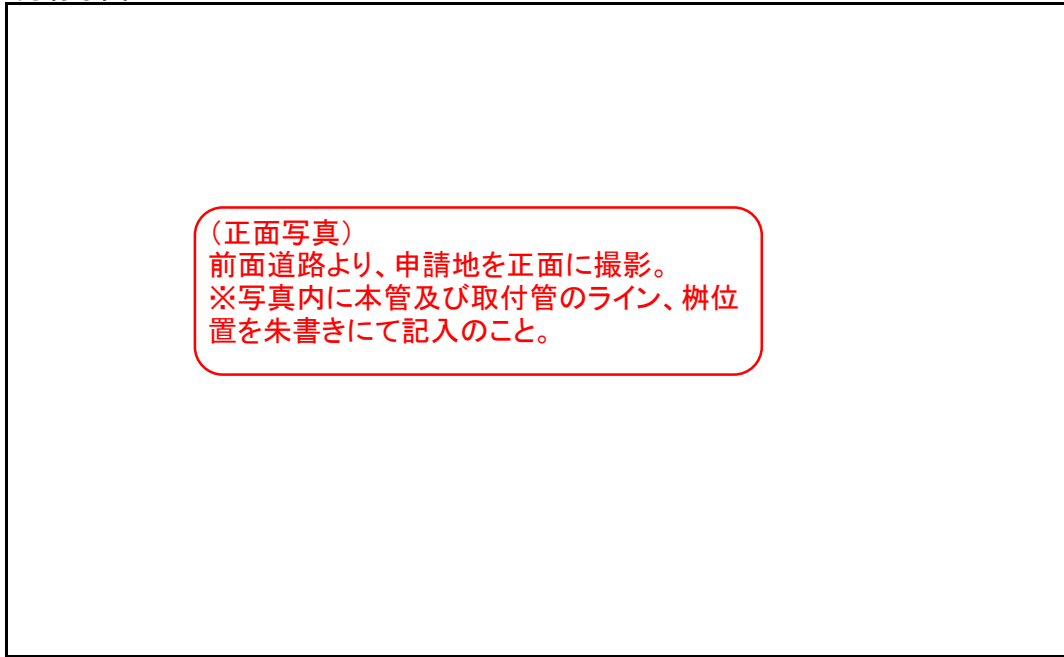 （正面写真）
前面道路より、申請地を正面に撮影。
※写真内に本管及び取付管のライン、桝位
置を朱書きにて記入のこと。